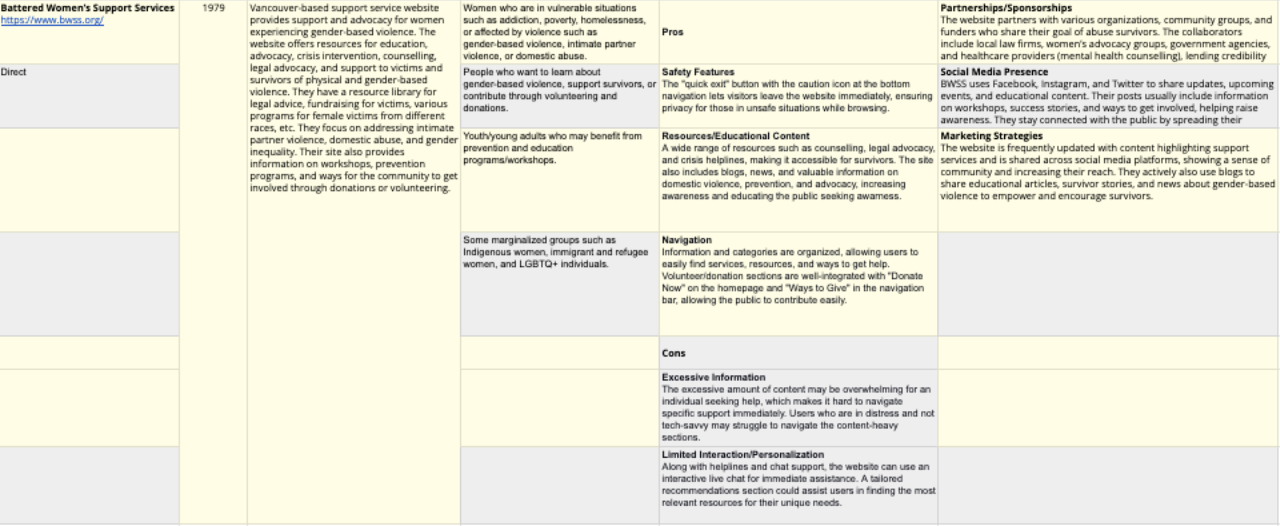 Battered Women's Support Services
https://www.bwss.org/
Direct
1979
Vancouver-based support service website
provides support and advocacy for women
experiencing gender-based violence. The
website offers resources for education,
advocacy, crisis intervention, counselling,
legal advocacy, and support to victims and
survivors of physical and gender-based
violence. They have a resource library for
legal advice, fundraising for victims, various
programs for female victims from different
races, etc. They focus on addressing intimate
partner violence, domestic abuse, and gender
inequality. Their site also provides
information on workshops, prevention
programs, and ways for the community to get
involved through donations or volunteering.
Women who are in vulnerable situations
such as addiction, poverty, homelessness,
or affected by violence such as
gender-based violence, intimate partner
violence, or domestic abuse.
People who want to learn about
gender-based violence, support survivors, or
contribute through volunteering and
donations.
Youth/young adults who may benefit from
prevention and education
programs/workshops.
Some marginalized groups such as
Indigenous women, immigrant and refugee
women, and LGBTQ+ individuals.
Pros
Safety Features
The "quick exit" button with the caution icon at the bottom
navigation lets visitors leave the website immediately, ensuring
privacy for those in unsafe situations while browsing.
Resources/Educational Content
A wide range of resources such as counselling, legal advocacy,
and crisis helplines, making it accessible for survivors. The site
also includes blogs, news, and valuable information on
domestic violence, prevention, and advocacy, increasing
awareness and educating the public seeking awarness.
Navigation
Information and categories are organized, allowing users to
easily find services, resources, and ways to get help.
Volunteer/donation sections are well-integrated with "Donate
Now" on the homepage and "Ways to Give" in the navigation
bar, allowing the public to contribute easily.
Cons
Excessive Information
The excessive amount of content may be overwhelming for an
individual seeking help, which makes it hard to navigate
specific support immediately. Users who are in distress and not
tech-savvy may struggle to navigate the content-heavy
sections.
Limited Interaction/Personalization
Along with helplines and chat support, the website can use an
interactive live chat for immediate assistance. A tailored
recommendations section could assist users in finding the most
relevant resources for their unique needs.
Partnerships/Sponsorships
The website partners with various organizations, community groups, and
funders who share their goal of abuse survivors. The collaborators
include local law firms, women's advocacy groups, government agencies,
and healthcare providers (mental health counselling), lending credibility
Social Media Presence
BWSS uses Facebook, Instagram, and Twitter to share updates, upcoming
events, and educational content. Their posts usually include information
on workshops, success stories, and ways to get involved, helping raise
awareness. They stay connected with the public by spreading their
Marketing Strategies
The website is frequently updated with content highlighting support
services and is shared across social media platforms, showing a sense of
community and increasing their reach. They actively also use blogs to
share educational articles, survivor stories, and news about gender-based
violence to empower and encourage survivors.